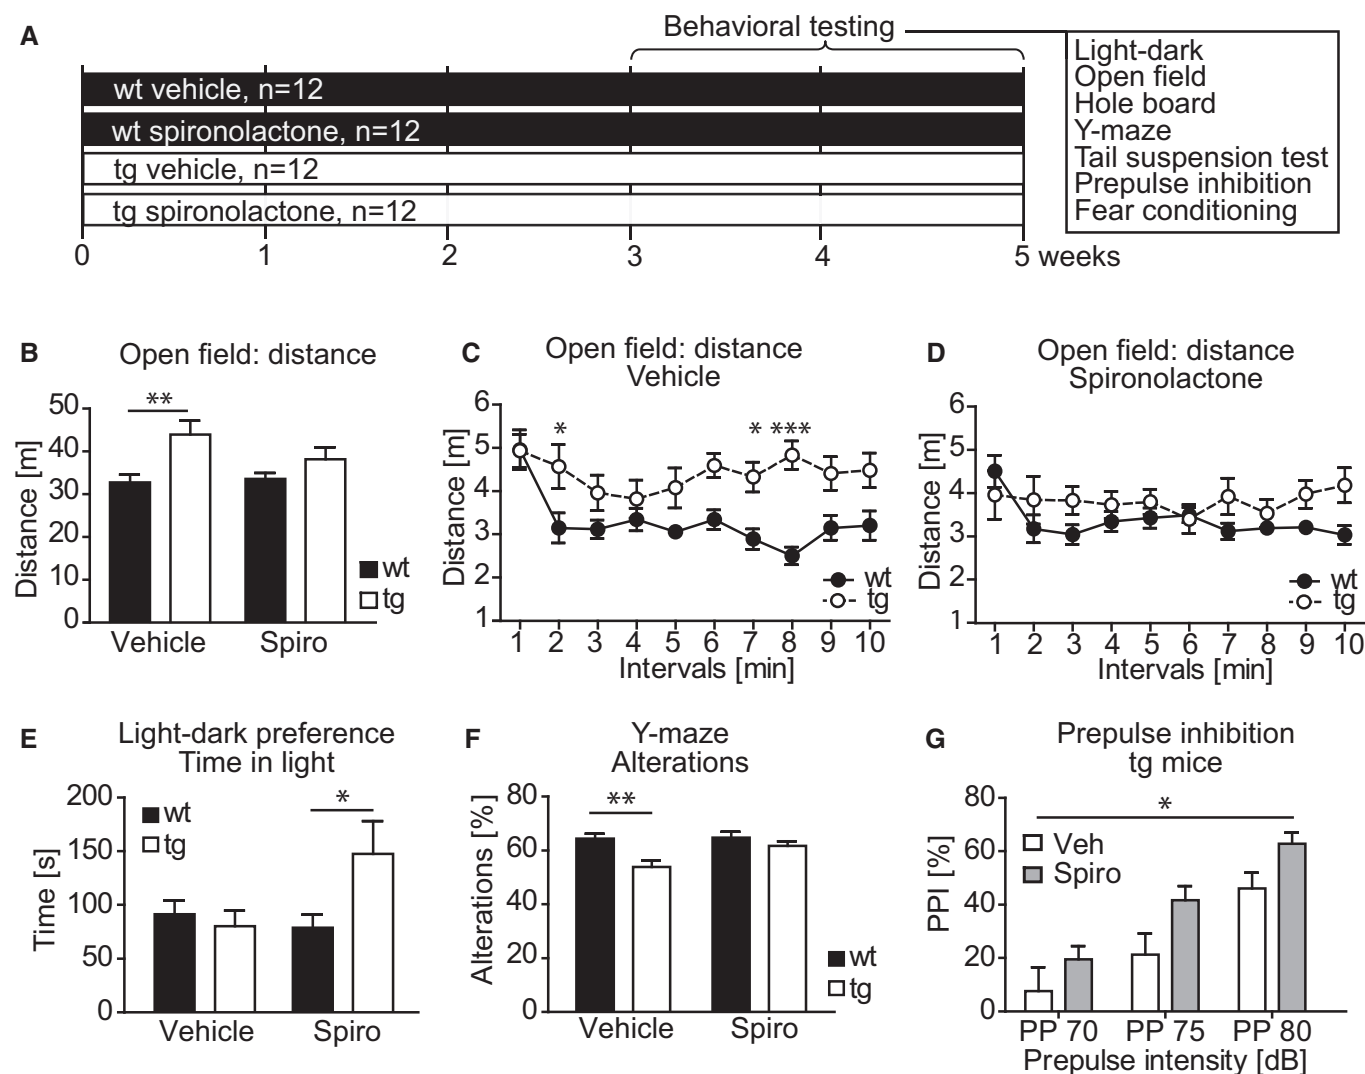 A
Behavioral testing
wt vehicle, n=12
wt spironolactone, n=12
tg vehicle, n=12
tg spironolactone, n=12
0 1 2 3 4 5 weeks
Light-dark
Open field
Hole board
Y-maze
Tail suspension test
Prepulse inhibition
Fear conditioning
B
Open field: distance
**
Distance [m]
50
40
30
20
10
0
wt
tg
Vehicle Spiro
C
Open field: distance
Vehicle
* * ***
Distance [m]
6
5
4
3
2
1
wt
tg
1 2 3 4 5 6 7 8 9 10
Intervals [min]
D
Open field: distance
Spironolactone
Distance [m]
6
5
4
3
2
1
wt
tg
1 2 3 4 5 6 7 8 9 10
Intervals [min]
E
Light-dark preference
Time in light
*
Time [s]
200
150
100
50
0
wt
tg
Vehicle Spiro
F
Y-maze
Alterations
**
Alterations [%]
80
60
40
20
0
wt
tg
Vehicle Spiro
G
Prepulse inhibition
tg mice
*
PPI [%]
80
60
40
20
0
Veh
Spiro
PP 70 PP 75 PP 80
Prepulse intensity [dB]